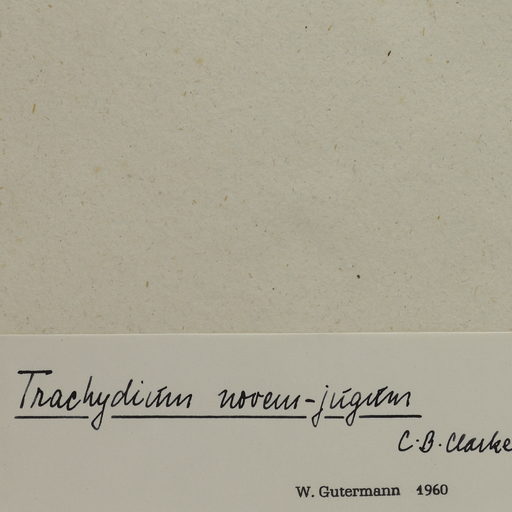 Trachydium novem-jugum
C. B. Clarke
W. Gutermann 1960